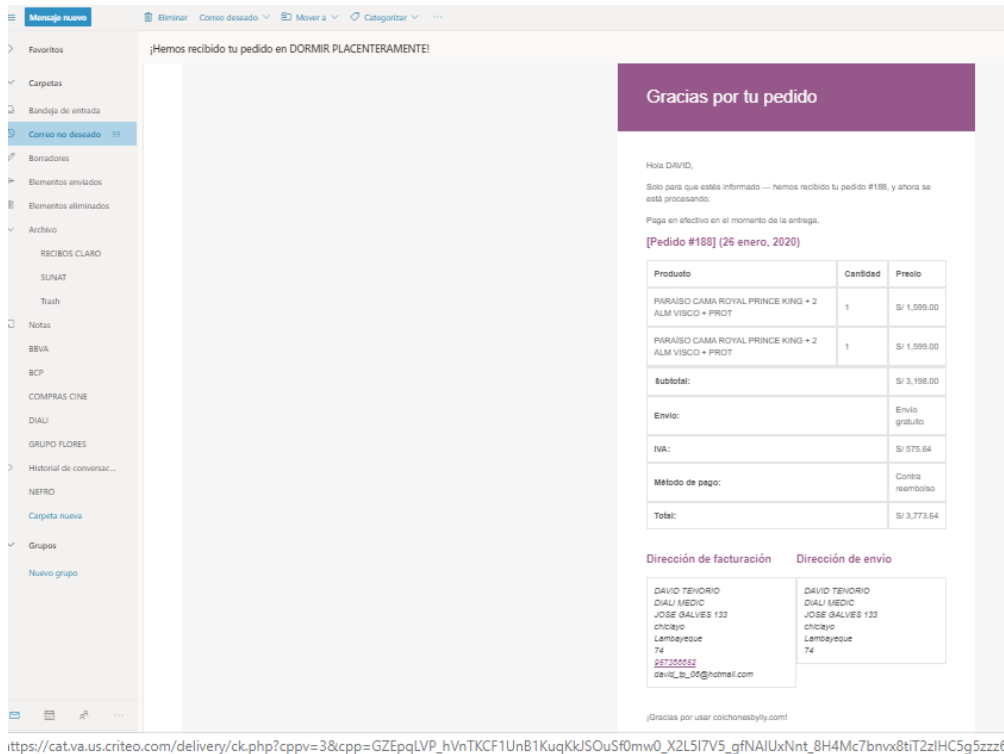 Mensaje nuevo
Eliminar Correo deseado Mover a Categorizar ...
Favoritos
¡Hemos recibido tu pedido en DORMIR PLACENTERAMENTE!
Carpetas
Bandeja de entrada
Correo no deseado 39
Borradores
Elementos enviados
Elementos eliminados
Archivo
RECIBOS CLARO
SUNAT
Trash
Notas
BBVA
BCP
COMPRAS CINE
DIALI
GRUPO FLORES
Historial de conversac...
NEFRO
Carpeta nueva
Grupos
Nuevo grupo
Gracias por tu pedido
Hola DAVID,
Solo para que estés informado — hemos recibido tu pedido #188, y ahora se
está procesando:
Paga en efectivo en el momento de la entrega.
[Pedido #188] (26 enero, 2020)
Producto Cantidad Precio
PARAÍSO CAMA ROYAL PRINCE KING + 2
ALM VISCO + PROT
1 S/ 1,599.00
PARAÍSO CAMA ROYAL PRINCE KING + 2
ALM VISCO + PROT
1 S/ 1,599.00
Subtotal: S/ 3,198.00
Envío: Envío
gratuito
IVA: S/ 575.64
Método de pago: Contra
reembolso
Total: S/ 3,773.64
Dirección de facturación
DAVID TENORIO
DIALI MEDIC
JOSE GALVES 133
chiclayo
Lambayeque
74
987356682
david_tp_06@hotmail.com
Dirección de envío
DAVID TENORIO
DIALI MEDIC
JOSE GALVES 133
chiclayo
Lambayeque
74
¡Gracias por usar colchonesbylly.com!
https://cat.va.us.criteo.com/delivery/ck.php?cppv=3&cpp=GZEpqLVP_hVnTKCF1UnB1KuqKkJSOuSf0mw0_X2L5I7V5_gfNAIUxNnt_8H4Mc7bnvx8tiT2zIHC5g5zz